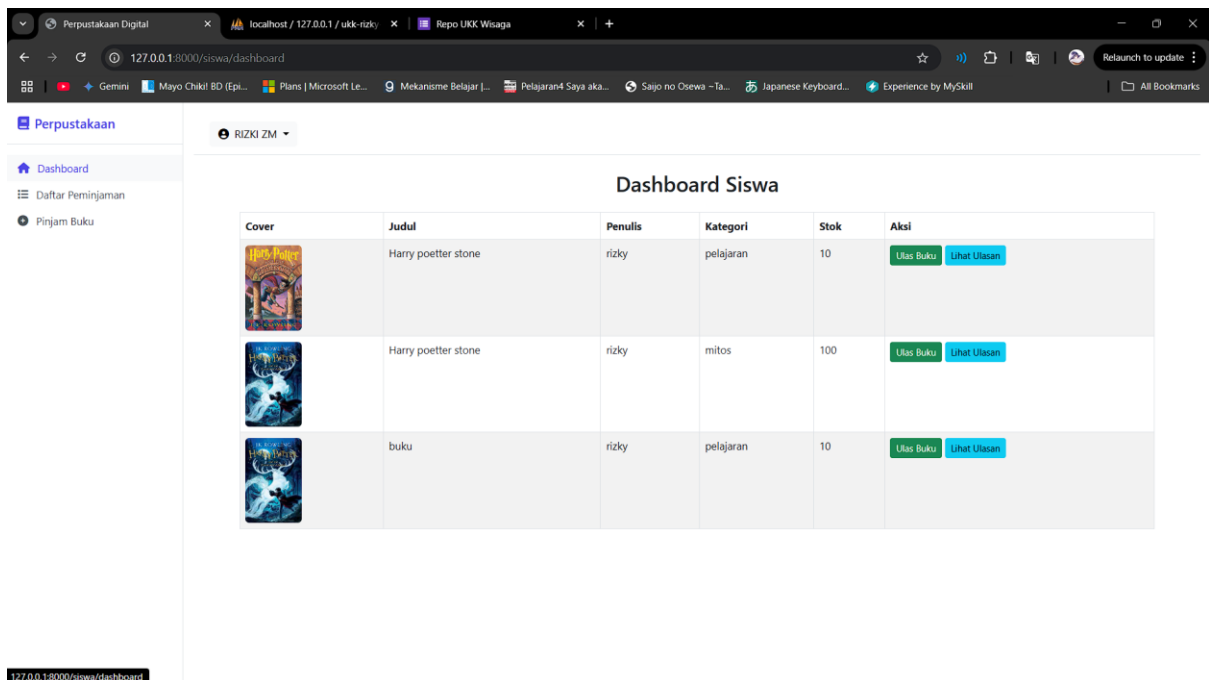 Perpustakaan Digital
localhost / 127.0.0.1 / ukk-rizky
Repo UKK Wisaga
127.0.0.1:8000/siswa/dashboard
Relaunch to update
Gemini
Mayo Chiki! BD (Epi...
Plans | Microsoft Le...
Mekanisme Belajar |...
Pelajaran4 Saya aka...
Saijo no Osewa ~Ta...
Japanese Keyboard...
Experience by MySkill
All Bookmarks
Perpustakaan
RIZKI ZM
Dashboard
Daftar Peminjaman
Pinjam Buku
Dashboard Siswa
Cover Judul Penulis Kategori Stok Aksi
Harry Potter
Harry poetter stone rizky pelajaran 10 Ulas Buku Lihat Ulasan
Harry poetter stone rizky mitos 100 Ulas Buku Lihat Ulasan
buku rizky pelajaran 10 Ulas Buku Lihat Ulasan
127.0.0.1:8000/siswa/dashboard